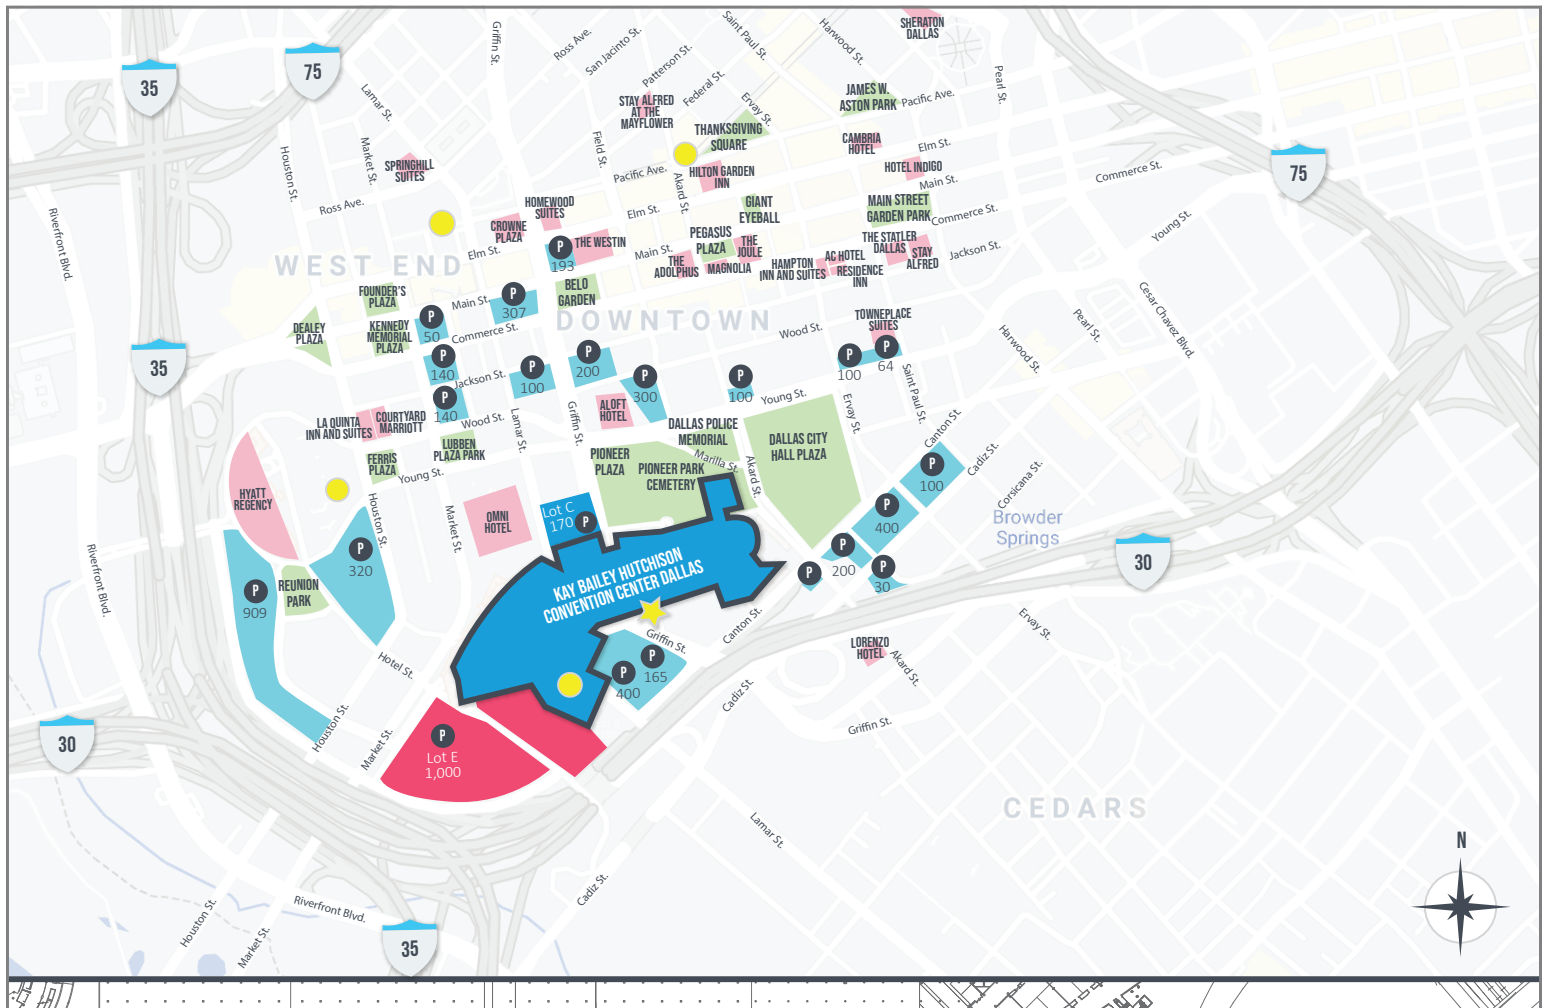 SHERATON
DALLAS
Griffin St.
Ross Ave.
San Jacinto St.
Patterson St.
Saint Paul St.
Harwood St.
75
35
Lamar St.
Federal St.
Ervay St.
Pearl St.
JAMES W.
ASTON PARK
Pacific Ave.
STAY ALFRED
AT THE
MAYFLOWER
THANKSGIVING
SQUARE
CAMBRIA
HOTEL
Elm St.
Houston St.
Market St.
SPRINGHILL
SUITES
Field St.
Pacific Ave.
Akard St.
HILTON GARDEN
INN
HOTEL INDIGO
Main St.
Commerce St.
75
Ross Ave.
HOMEWOOD
SUITES
Elm St.
GIANT
EYEBALL
MAIN STREET
GARDEN PARK
Commerce St.
Young St.
Riverfront Blvd.
CROWNE
PLAZA
Elm St.
P
193
THE WESTIN
Main St.
PEGASUS
PLAZA
THE
JOULE
THE
ADOLPHUS
MAGNOLIA
HAMPTON
INN AND SUITES
AC HOTEL
RESIDENCE
INN
THE STATLER
DALLAS
STAY
ALFRED
Jackson St.
WEST END
FOUNDER'S
PLAZA
Main St.
P
307
BELO
GARDEN
DOWNTOWN
Cesar Chavez Blvd.
DEALEY
PLAZA
KENNEDY
MEMORIAL
PLAZA
P
50
Commerce St.
Wood St.
TOWNEPLACE
SUITES
Pearl St.
Harwood St.
35
P
140
Jackson St.
P
100
P
200
P
300
P
100
P
100
P
64
Saint Paul St.
P
140
Wood St.
Lamar St.
Griffin St.
ALOFT
HOTEL
Young St.
Ervay St.
Canton St.
LA QUINTA
INN AND SUITES
COURTYARD
MARRIOTT
LUBBEN
PLAZA PARK
DALLAS POLICE
MEMORIAL
DALLAS CITY
HALL PLAZA
Cadiz St.
FERRIS
PLAZA
Young St.
PIONEER
PLAZA
PIONEER PARK
CEMETERY
Marilla St.
Akard St.
P
100
Corsicana St.
HYATT
REGENCY
Houston St.
Market St.
OMNI
HOTEL
Lot C
170
P
P
400
Browder
Springs
P
320
P
200
P
P
30
30
Riverfront Blvd.
P
909
REUNION
PARK
KAY BAILEY HUTCHISON
CONVENTION CENTER DALLAS
Canton St.
Ervay St.
Griffin St.
P
165
P
400
LORENZO
HOTEL
Akard St.
Hotel St.
Cadiz St.
Griffin St.
Houston St.
Market St.
30
P
Lot E
1,000
CEDARS
Lamar St.
N
Cadiz St.
Riverfront Blvd.
Houston St.
Market St.
35